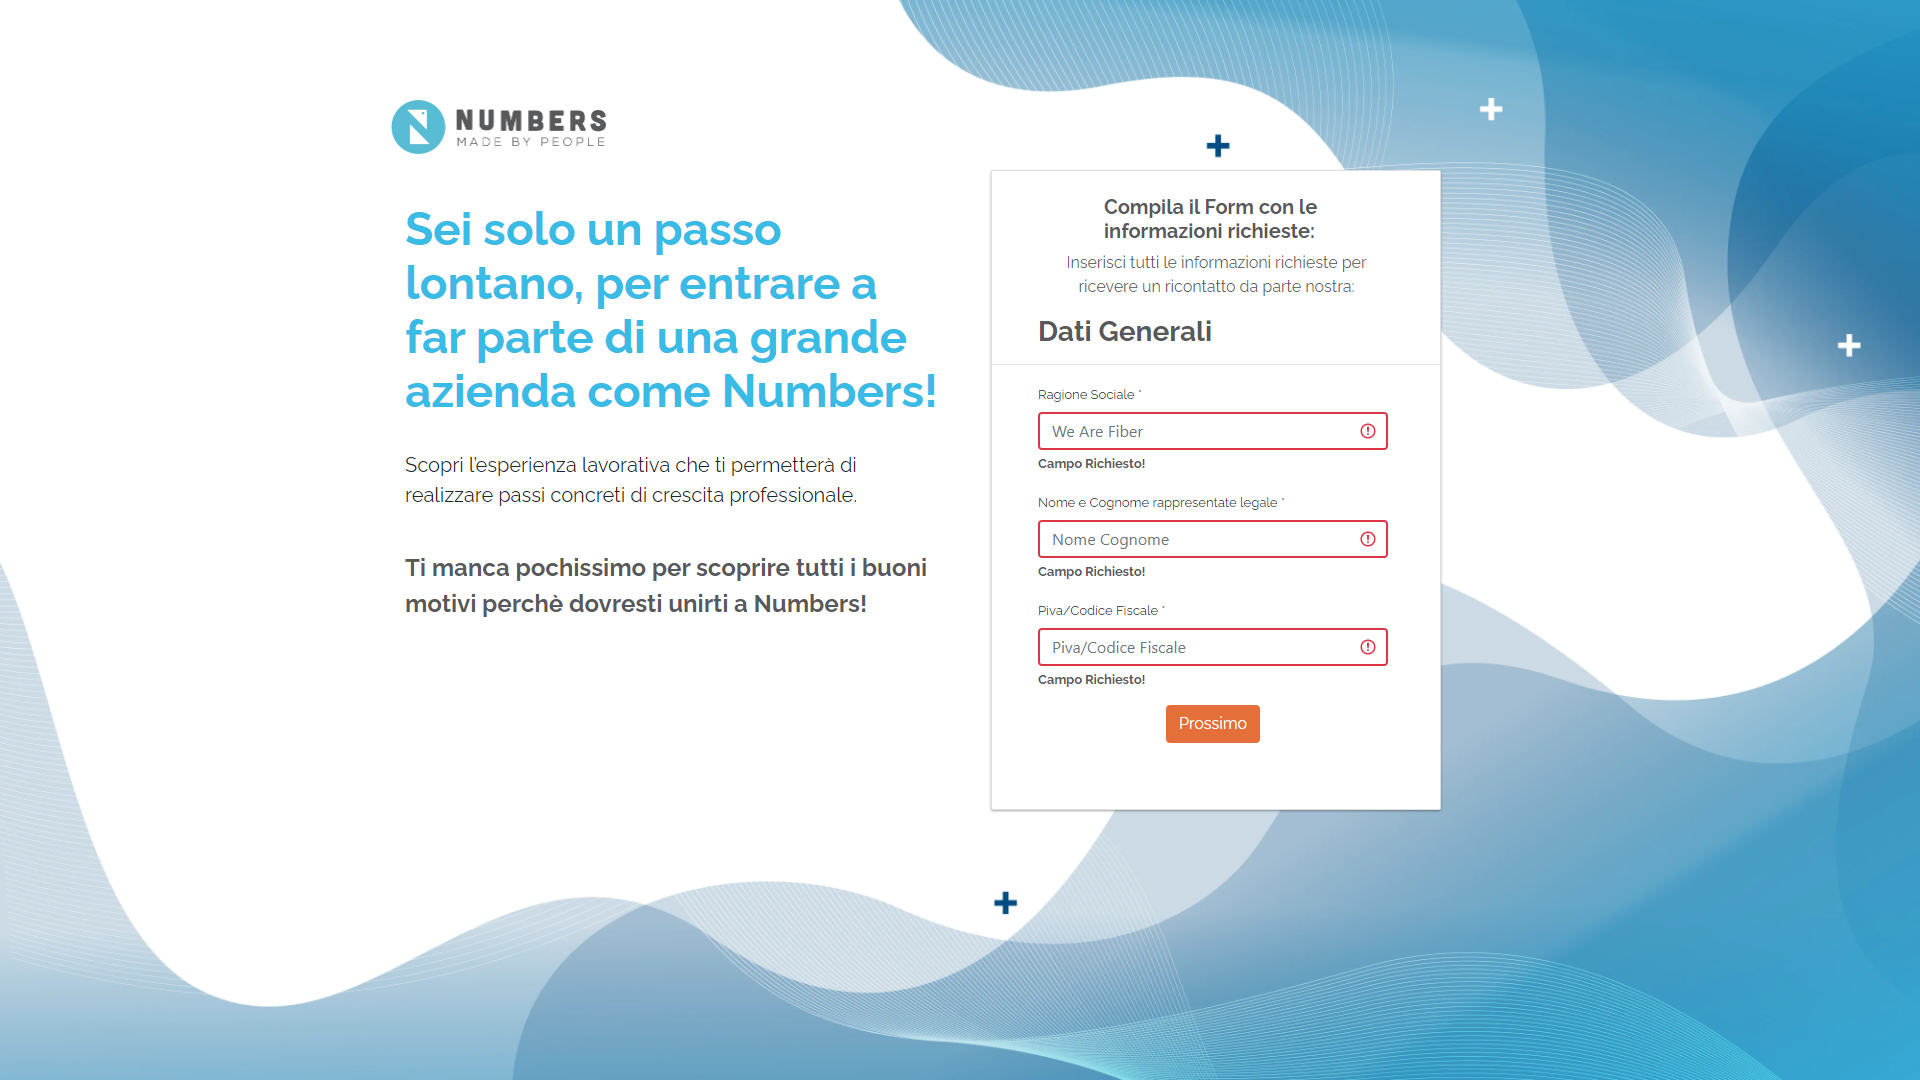 NUMBERS
MADE BY PEOPLE
Sei solo un passo
lontano, per entrare a
far parte di una grande
azienda come Numbers!
Scopri l'esperienza lavorativa che ti permetterà di
realizzare passi concreti di crescita professionale.
Ti manca pochissimo per scoprire tutti i buoni
motivi perchè dovresti unirti a Numbers!
Compila il Form con le
informazioni richieste:
Inserisci tutti le informazioni richieste per
ricevere un ricontatto da parte nostra:
Dati Generali
Ragione Sociale *
We Are Fiber
Campo Richiesto!
Nome e Cognome rappresentate legale *
Nome Cognome
Campo Richiesto!
Piva/Codice Fiscale *
Piva/Codice Fiscale
Campo Richiesto!
Prossimo